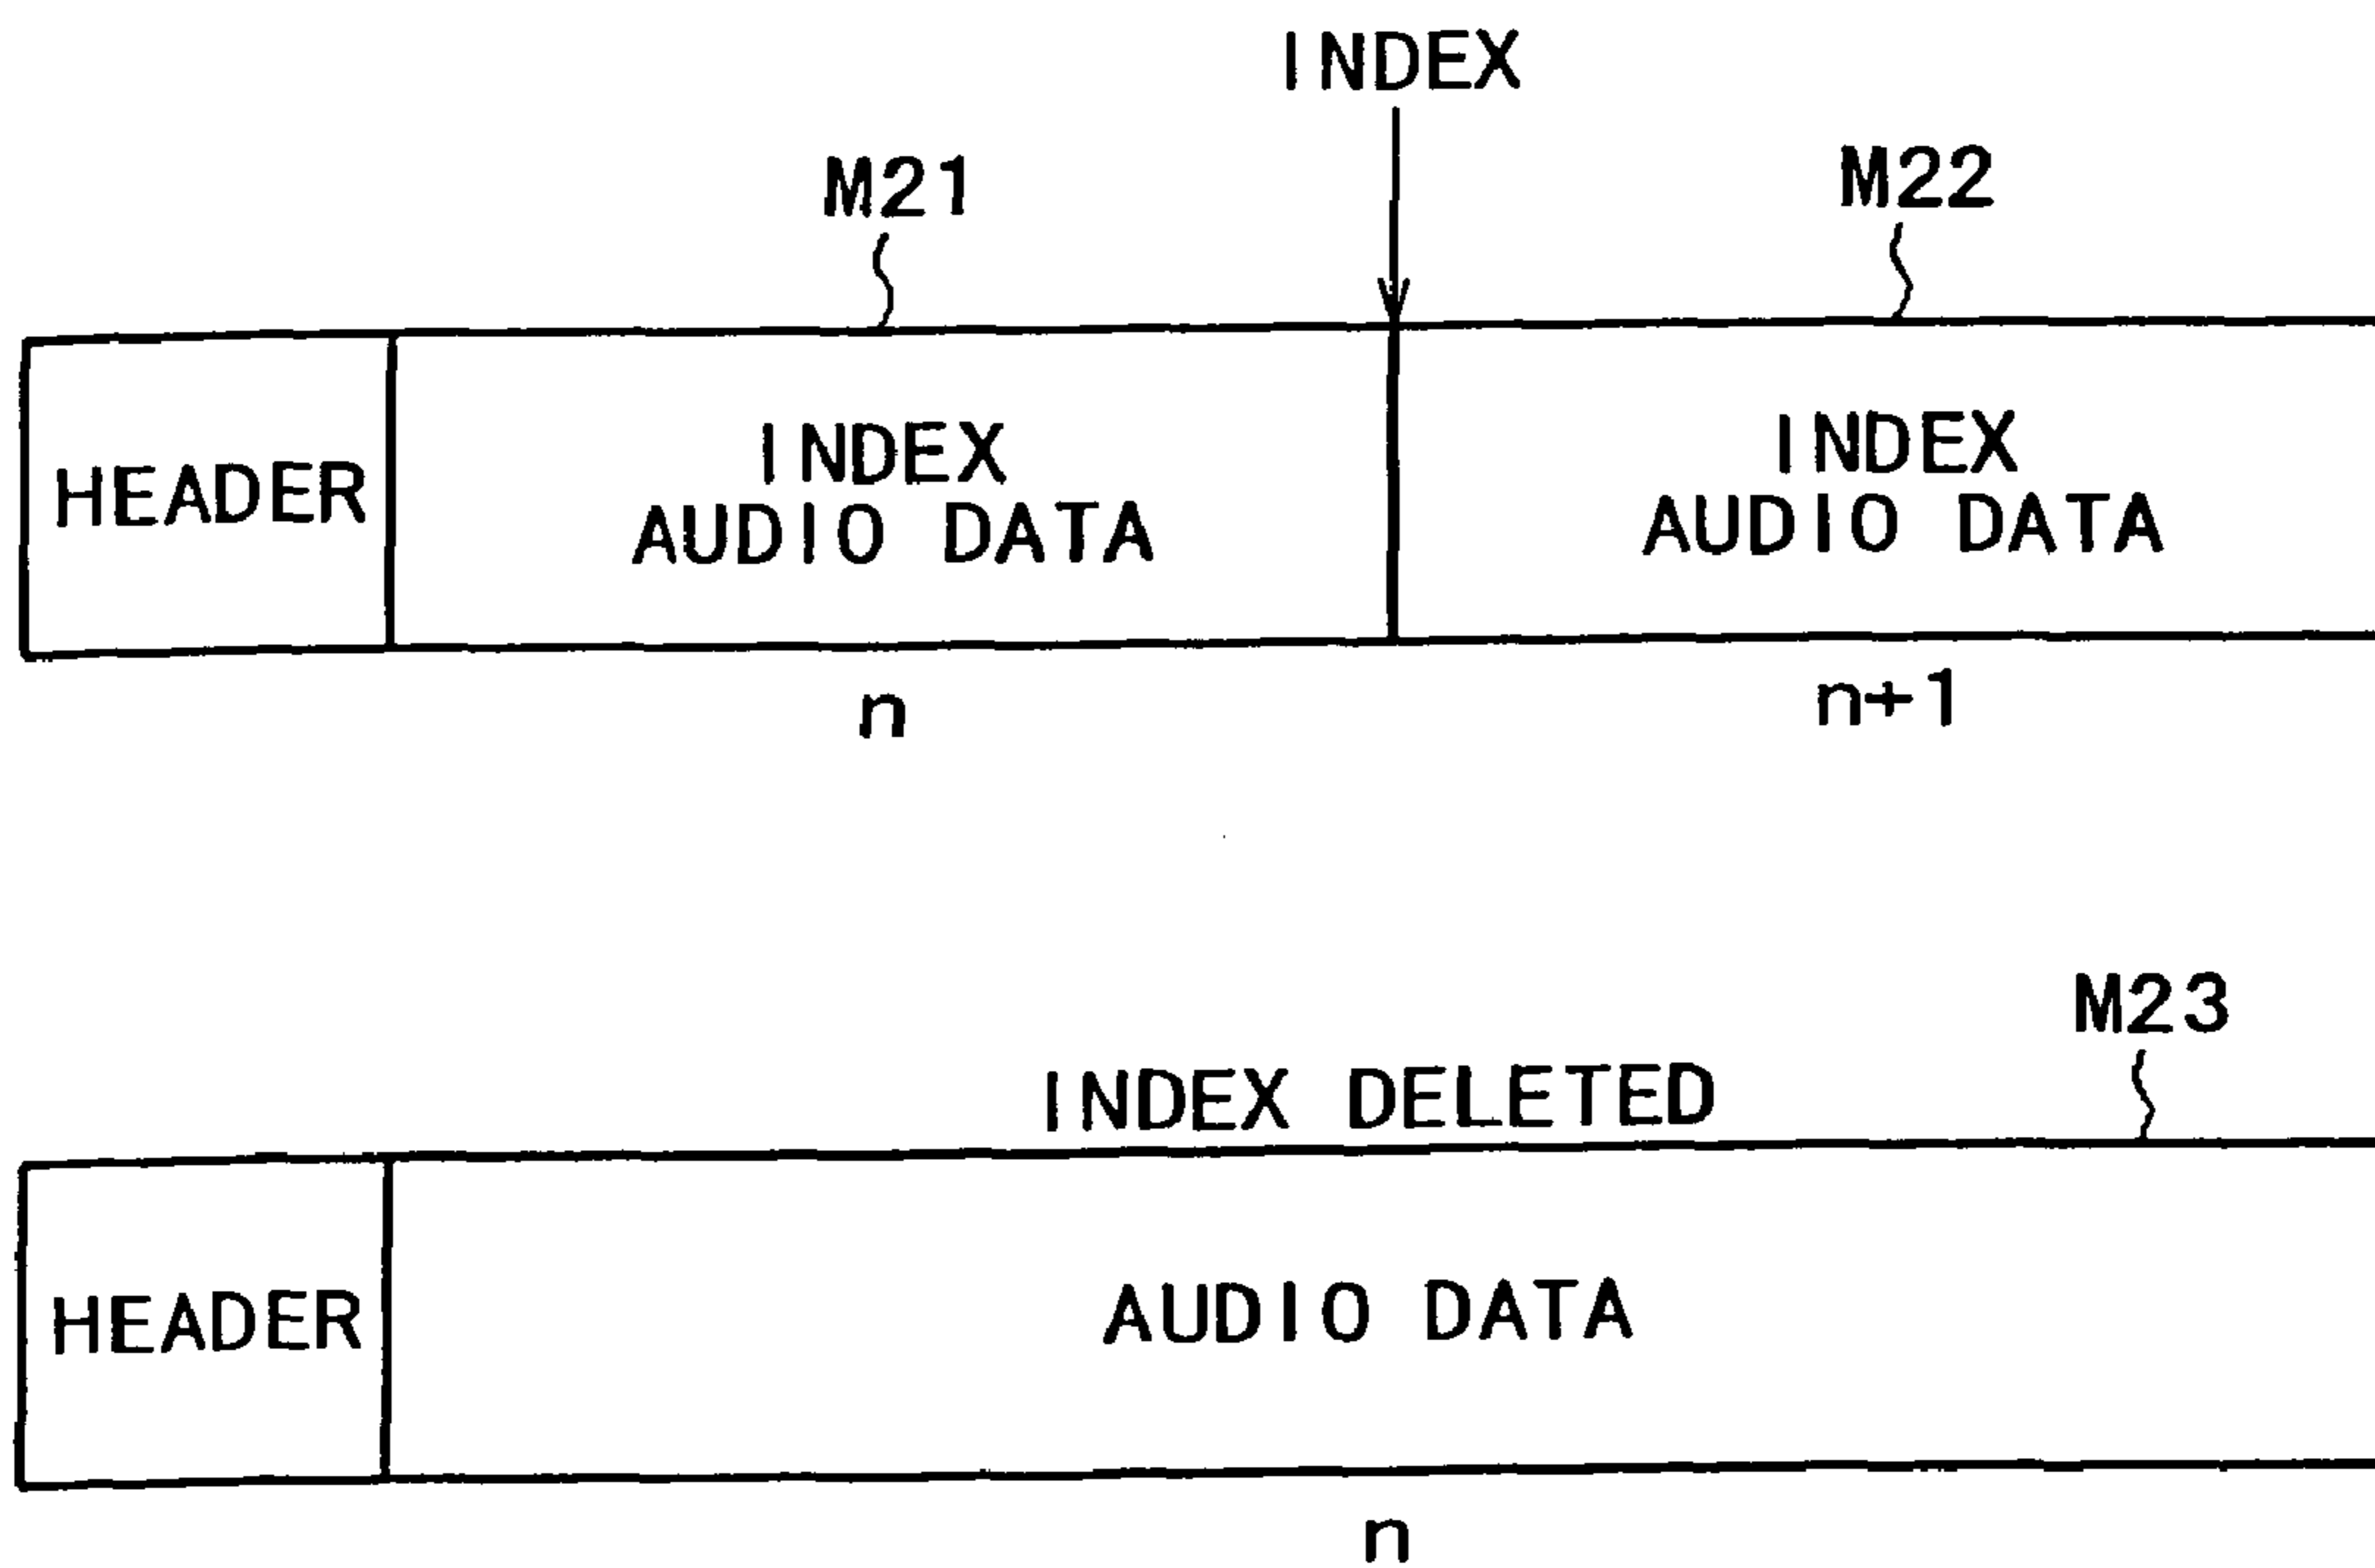 INDEX
M21
M22
HEADER
INDEX
AUDIO DATA
INDEX
AUDIO DATA
n
n+1
M23
INDEX DELETED
HEADER
AUDIO DATA
n